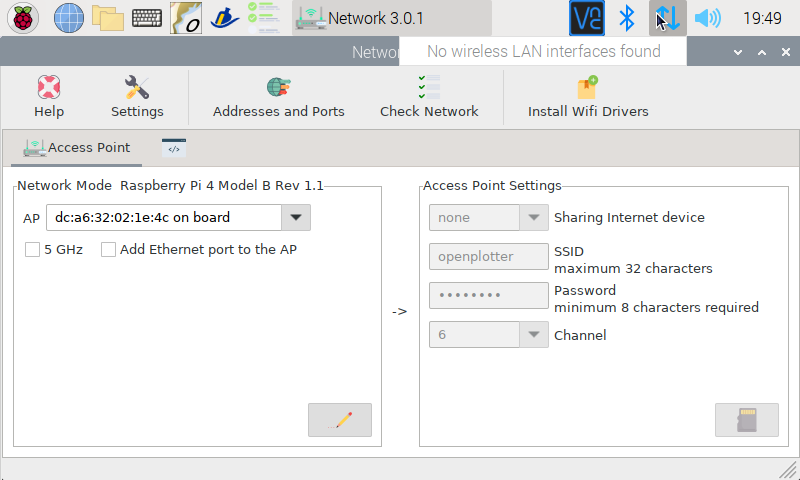 Network 3.0.1
19:49
No wireless LAN interfaces found
Help
Settings
Addresses and Ports
Check Network
Install Wifi Drivers
Access Point
</>
Network Mode  Raspberry Pi 4 Model B Rev 1.1
AP
dc:a6:32:02:1e:4c on board
5 GHz
Add Ethernet port to the AP
->
Access Point Settings
none
Sharing Internet device
openplotter
SSID
maximum 32 characters
••••••••
Password
minimum 8 characters required
6
Channel